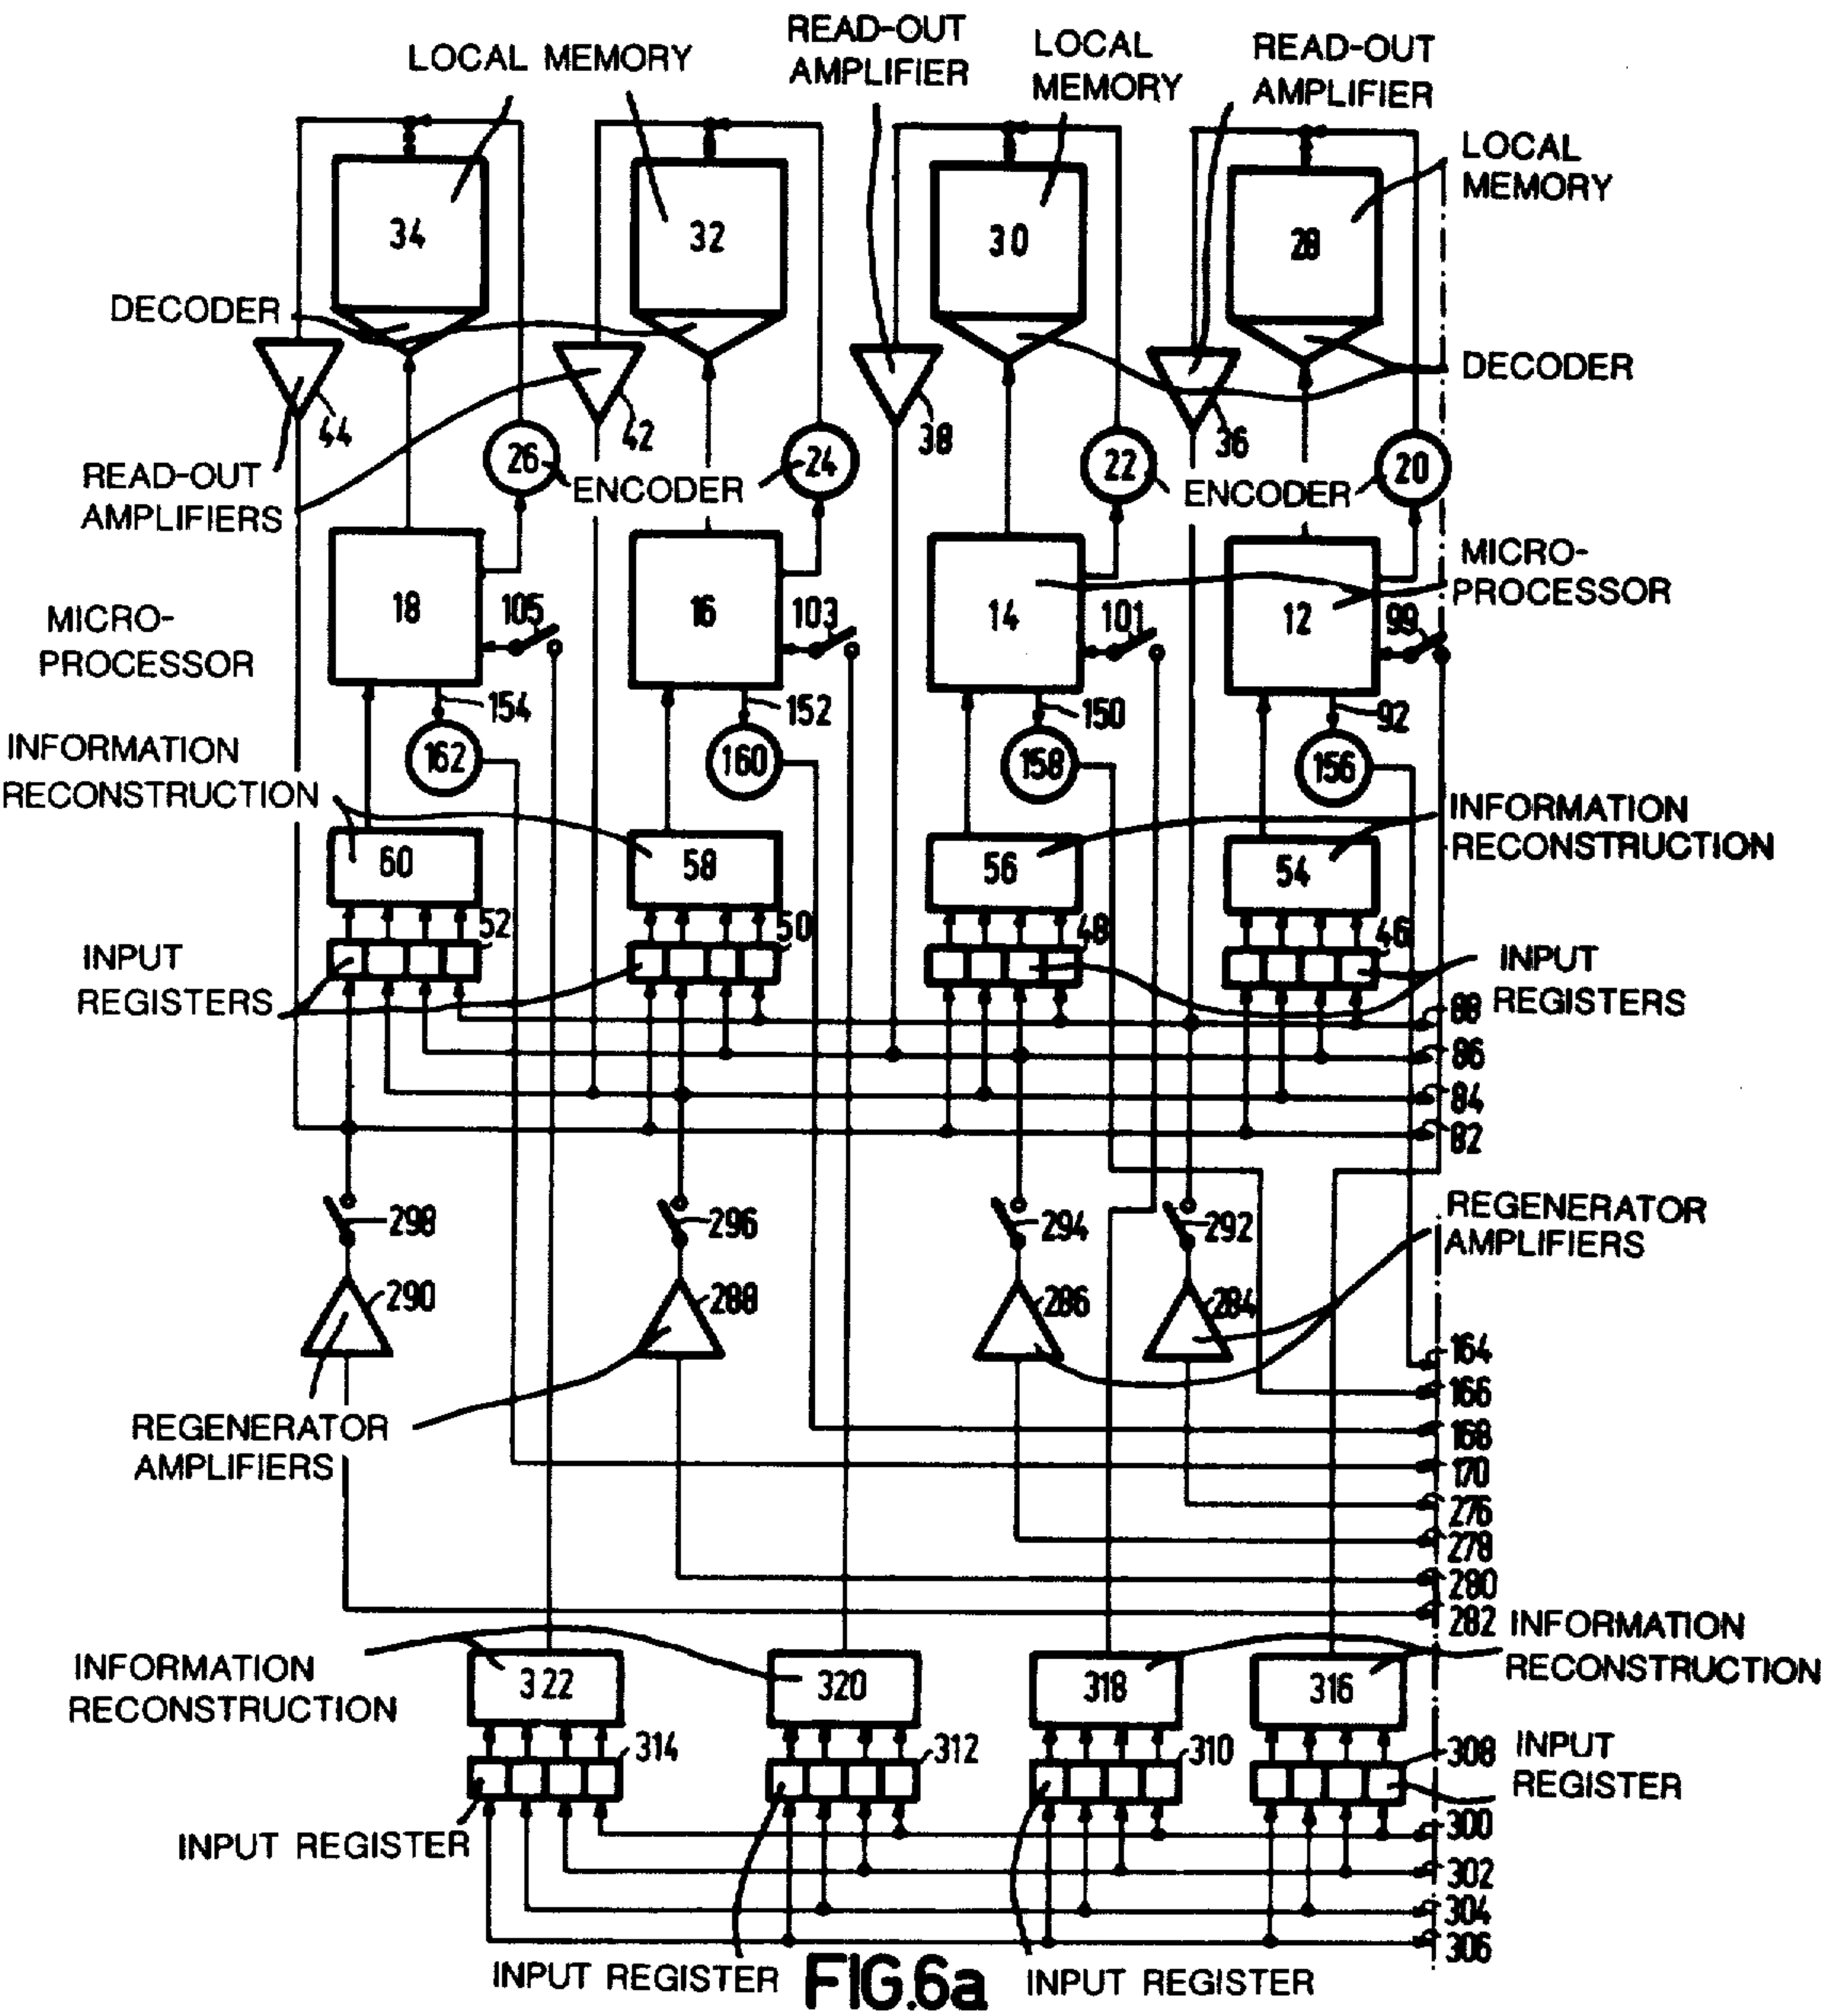 LOCAL MEMORY
READ-OUT
AMPLIFIER
LOCAL
MEMORY
READ-OUT
AMPLIFIER
LOCAL
MEMORY
34
32
30
28
DECODER
DECODER
44
42
38
36
READ-OUT
AMPLIFIERS
26
ENCODER
24
22
ENCODER
20
MICRO-
PROCESSOR
18
105
16
103
14
101
12
99
MICRO-
PROCESSOR
154
152
150
92
INFORMATION
RECONSTRUCTION
162
160
158
156
INFORMATION
RECONSTRUCTION
60
58
56
54
52
50
48
46
INPUT
REGISTERS
INPUT
REGISTERS
88
86
84
82
298
296
294
292
REGENERATOR
AMPLIFIERS
290
288
286
284
164
166
REGENERATOR
AMPLIFIERS
168
170
276
278
280
282
INFORMATION
RECONSTRUCTION
INFORMATION
RECONSTRUCTION
322
320
318
316
314
312
310
308
INPUT
REGISTER
INPUT REGISTER
300
302
304
306
INPUT REGISTER
FIG.6a
INPUT REGISTER